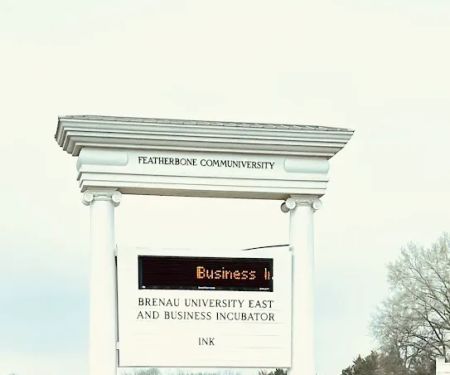 FEATHERBONE COMMUNIVERSITY
Business
BRENAU UNIVERSITY EAST
AND BUSINESS INCUBATOR
INK